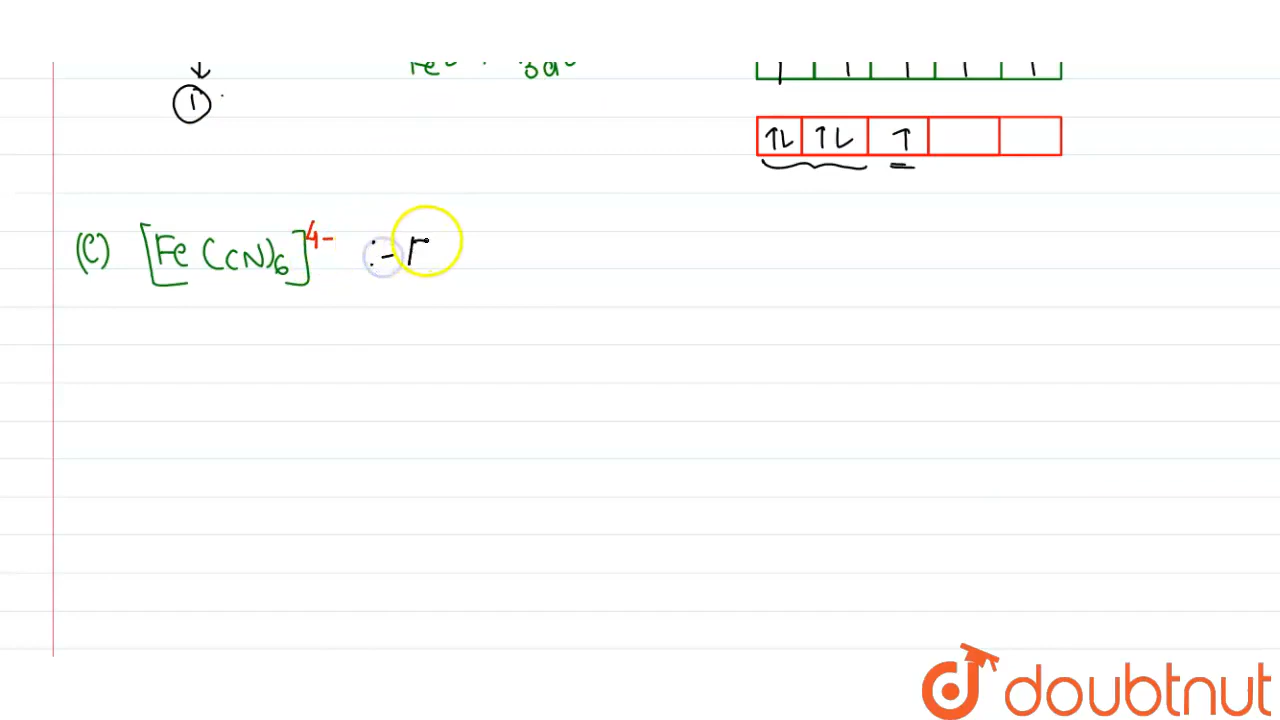 1
↑↓ ↑↓ ↑
(C) [Fe(CN)6]4- :-
doubtnut